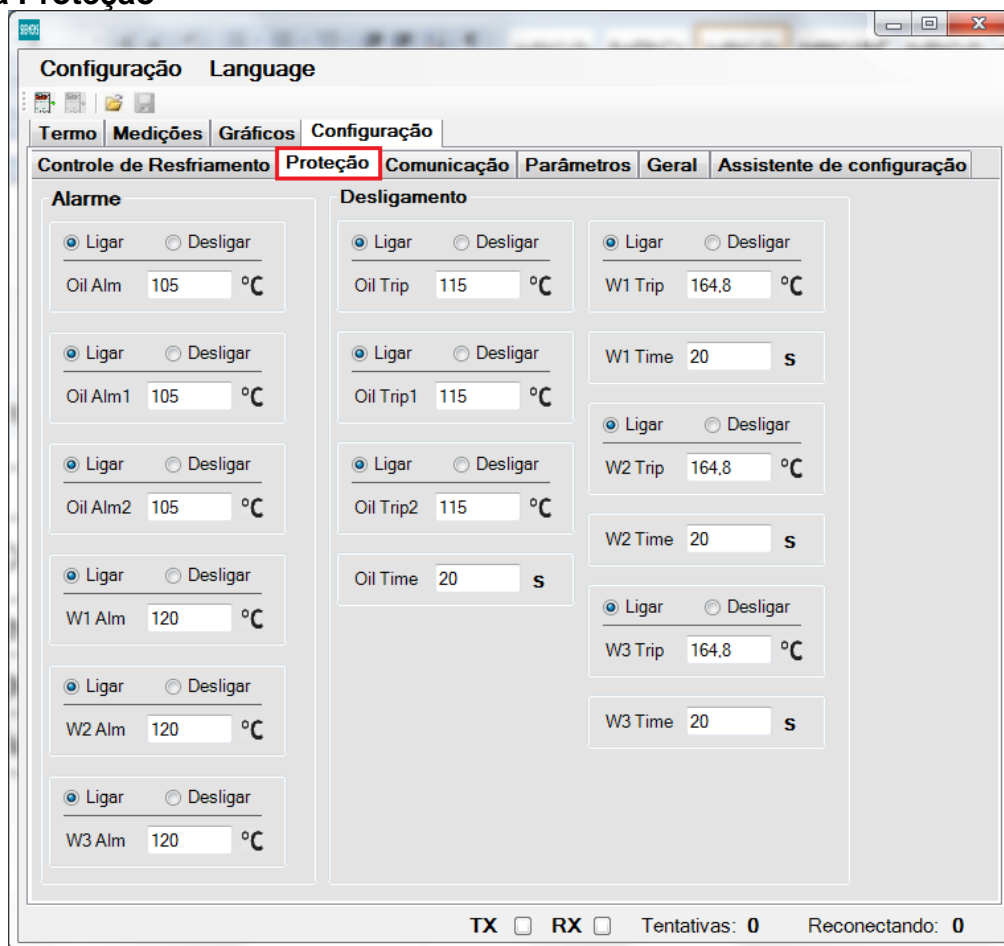 Proteção
SIEMENS
Configuração Language
Termo Medições Gráficos Configuração
Controle de Resfriamento Proteção Comunicação Parâmetros Geral Assistente de configuração
Alarme
Ligar Desligar
Oil Alm 105 °C
Ligar Desligar
Oil Alm1 105 °C
Ligar Desligar
Oil Alm2 105 °C
Ligar Desligar
W1 Alm 120 °C
Ligar Desligar
W2 Alm 120 °C
Ligar Desligar
W3 Alm 120 °C
Desligamento
Ligar Desligar
Oil Trip 115 °C
Ligar Desligar
Oil Trip1 115 °C
Ligar Desligar
Oil Trip2 115 °C
Oil Time 20 s
Ligar Desligar
W1 Trip 164,8 °C
W1 Time 20 s
Ligar Desligar
W2 Trip 164,8 °C
W2 Time 20 s
Ligar Desligar
W3 Trip 164,8 °C
W3 Time 20 s
TX RX Tentativas: 0 Reconectando: 0